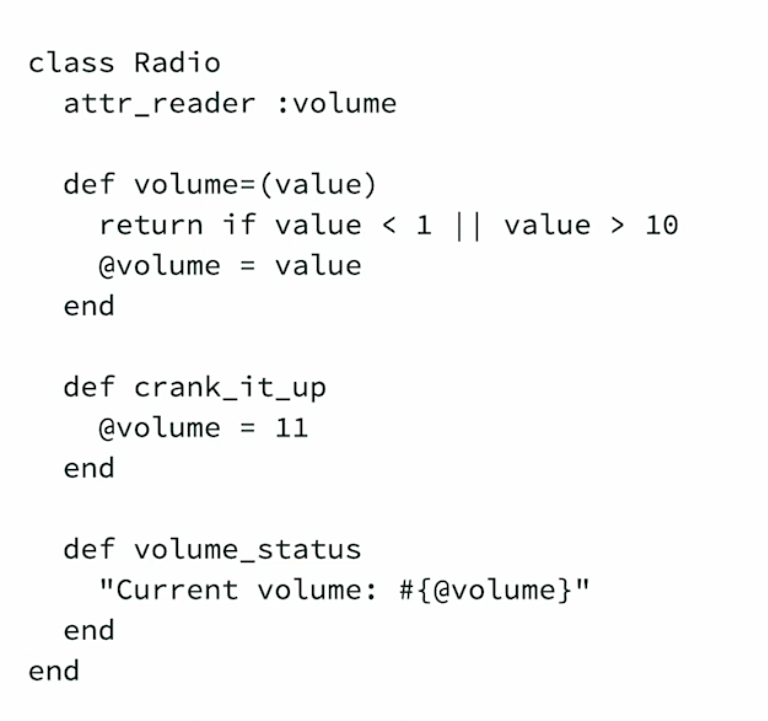 class Radio
  attr_reader :volume

  def volume=(value)
    return if value < 1 || value > 10
    @volume = value
  end

  def crank_it_up
    @volume = 11
  end

  def volume_status
    "Current volume: #{@volume}"
  end
end